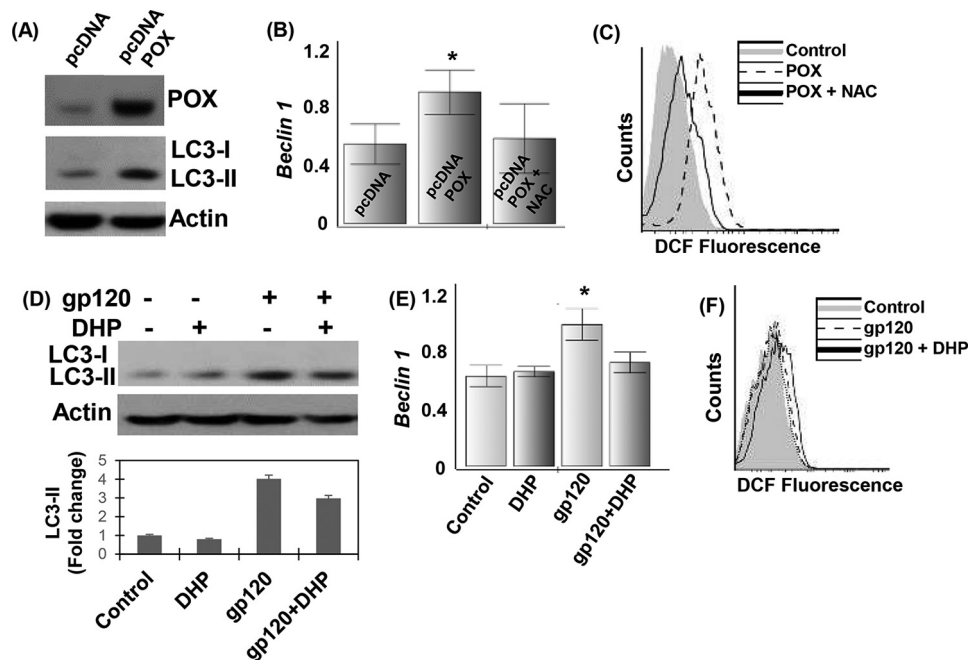 (A)
pcDNA
pcDNA
POX
POX
LC3-I
LC3-II
Actin
(B)
Beclin 1
1.2
0.8
0.4
0
*
pcDNA
pcDNA
POX
pcDNA
POX +
NAC
(C)
Counts
DCF Fluorescence
Control
POX
POX + NAC
(D)
gp120 - - + +
DHP - + - +
LC3-I
LC3-II
Actin
LC3-II
(Fold change)
5
4
3
2
1
0
Control
DHP
gp120
gp120+DHP
(E)
Beclin 1
1.2
0.8
0.4
0
*
Control
DHP
gp120
gp120+DHP
(F)
Counts
DCF Fluorescence
Control
gp120
gp120 + DHP